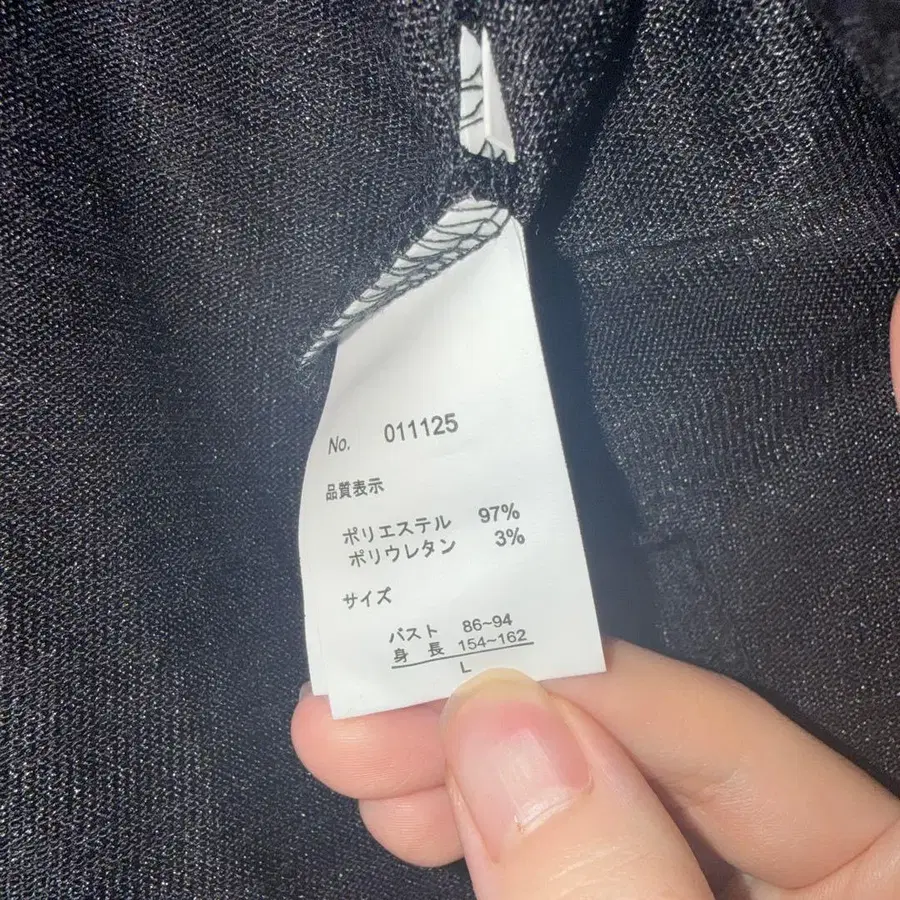 No. 011125
品質表示
ポリエステル 97%
ポリウレタン 3%
サイズ
バスト 86~94
身長 154~162
L